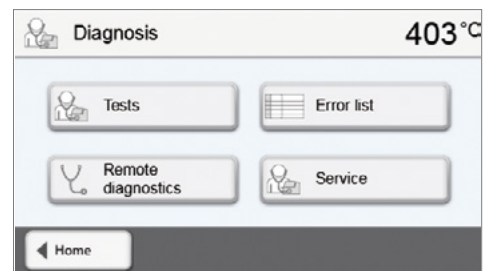 Diagnosis 403 °C
Tests
Error list
Remote
diagnostics
Service
Home